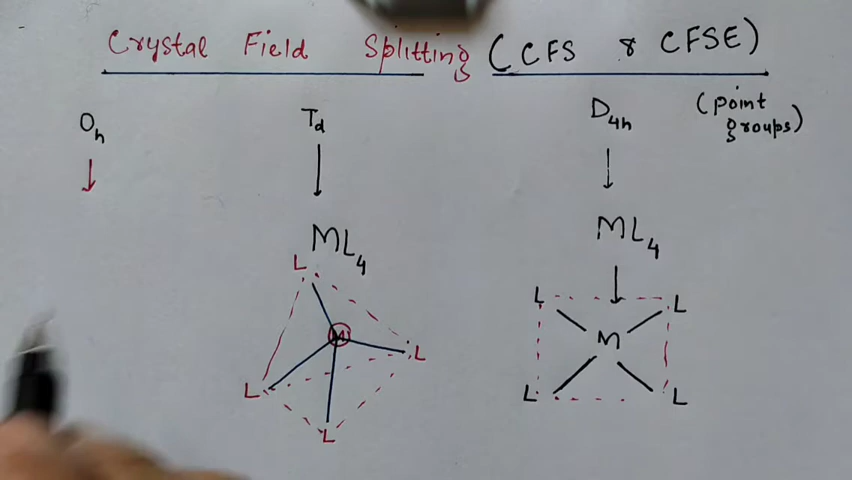 Crystal Field Splitting (CFS & CFSE)
Oh Td D4h (point groups)
ML4 ML4
L
L L
M M
L
L
L L
L